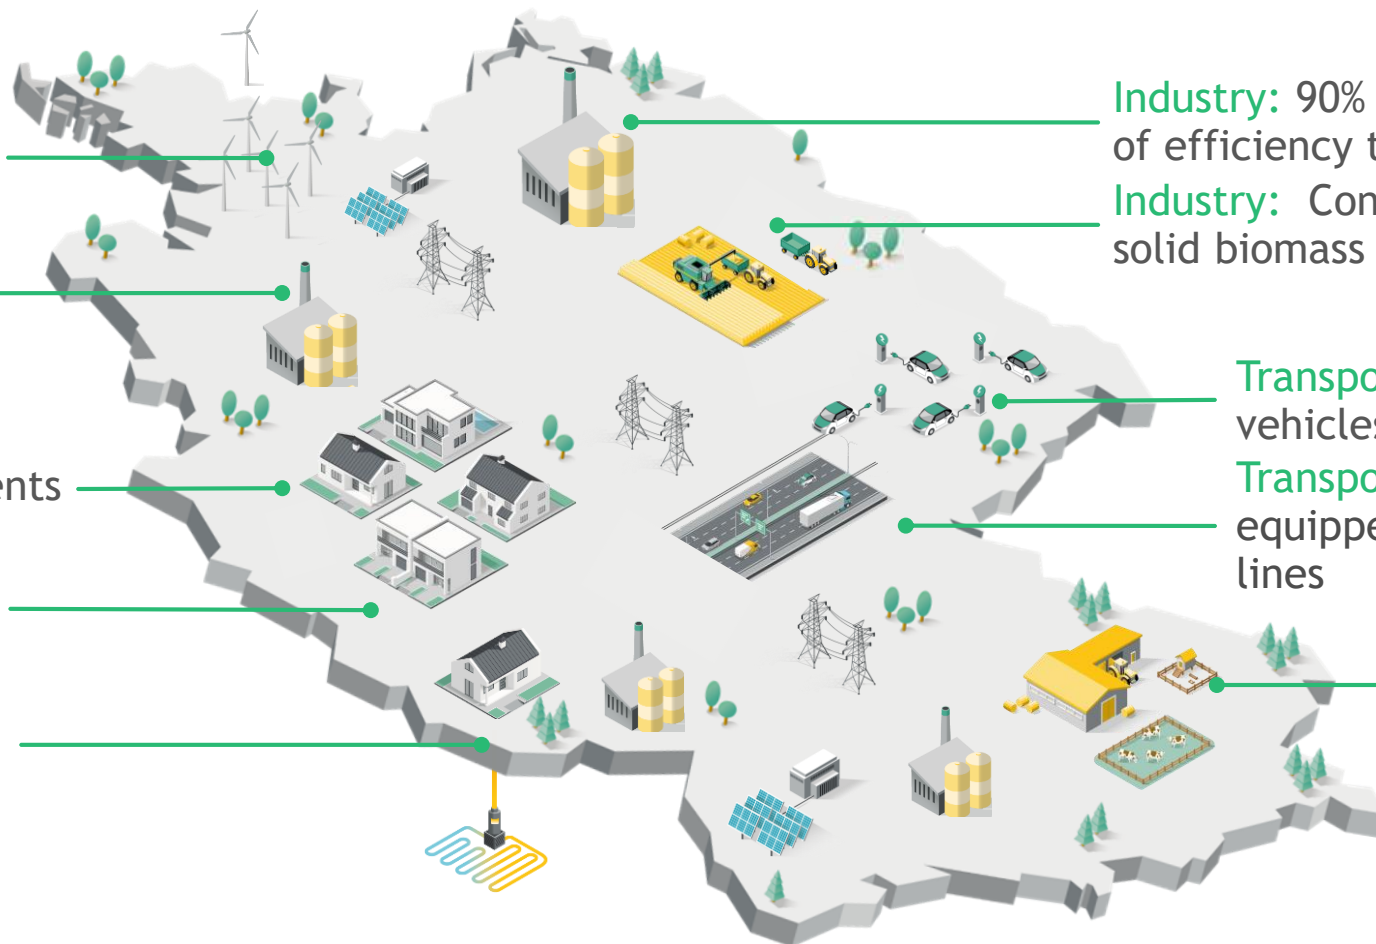 Industry: 90%
of efficiency t
Industry: Con
solid biomass
Transpo
vehicles
Transpo
equippe
lines
ents